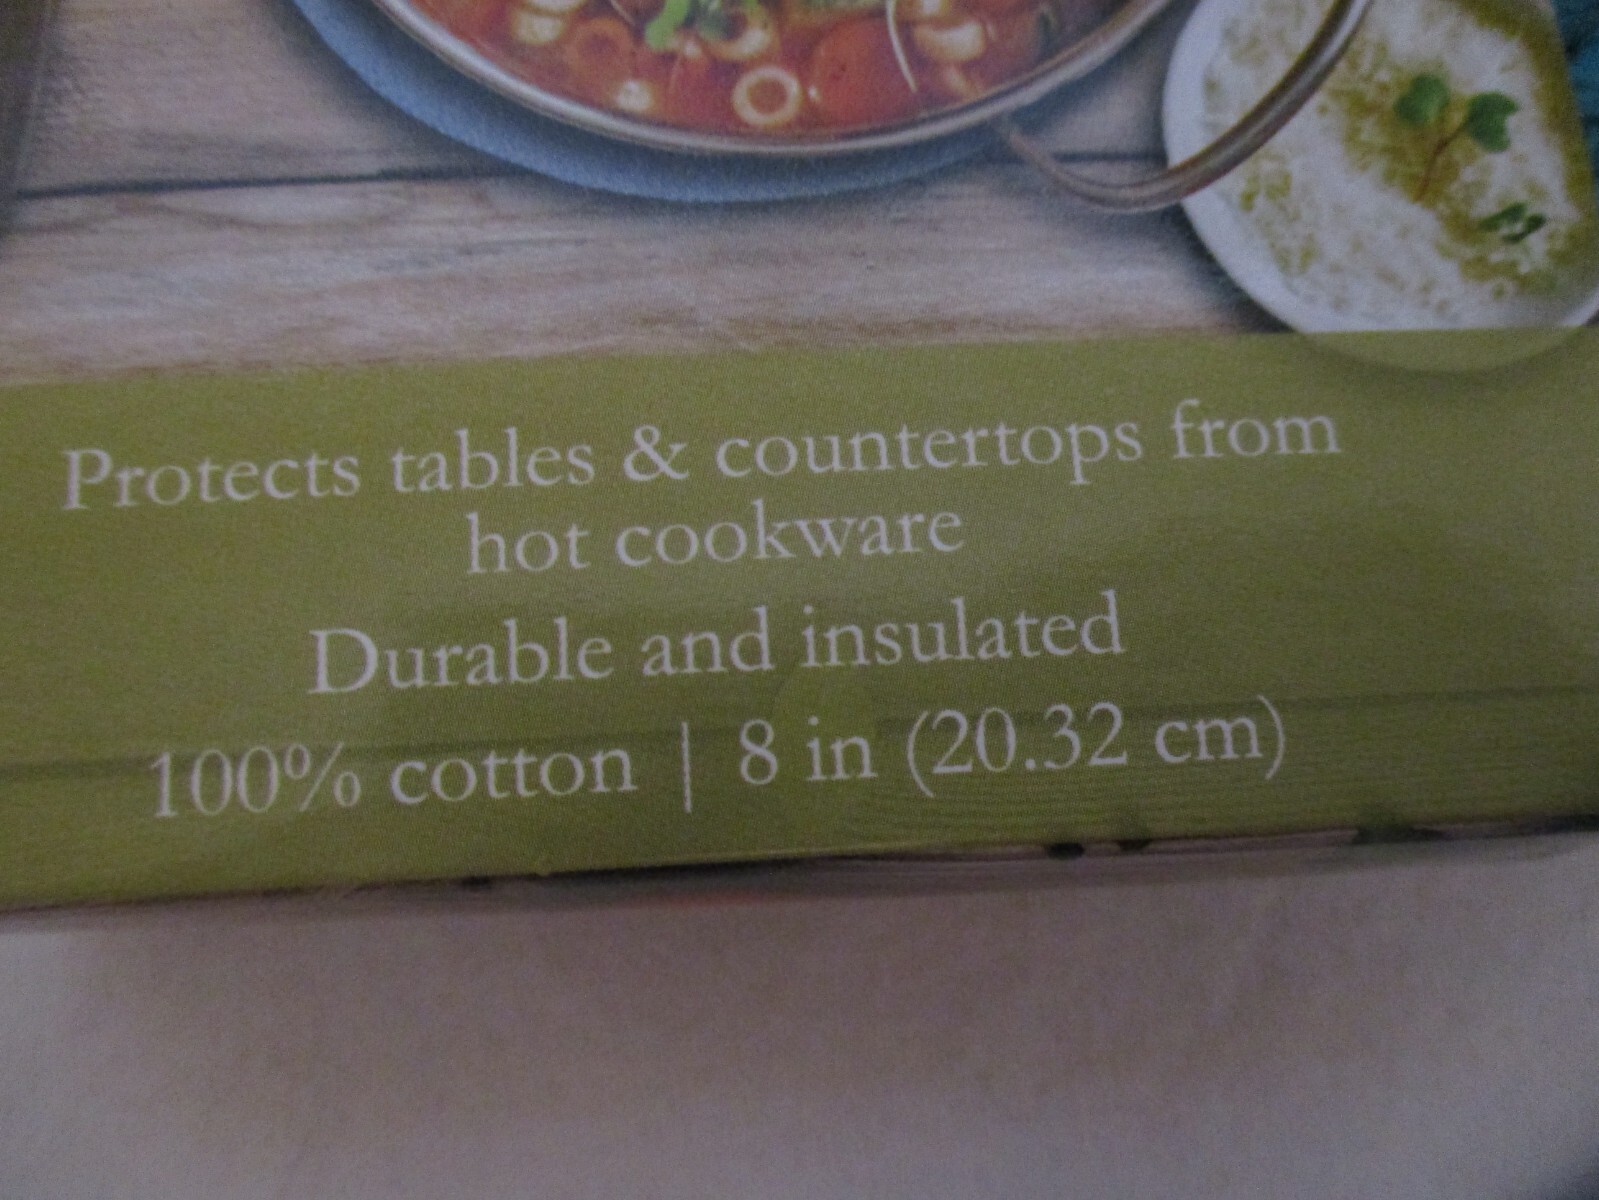 Protects tables & countertops from
hot cookware
Durable and insulated
100% cotton | 8 in (20.32 cm)